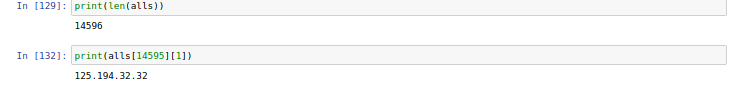 In [129]: print(len(alls))
14596
In [132]: print(alls[14595][1])
125.194.32.32